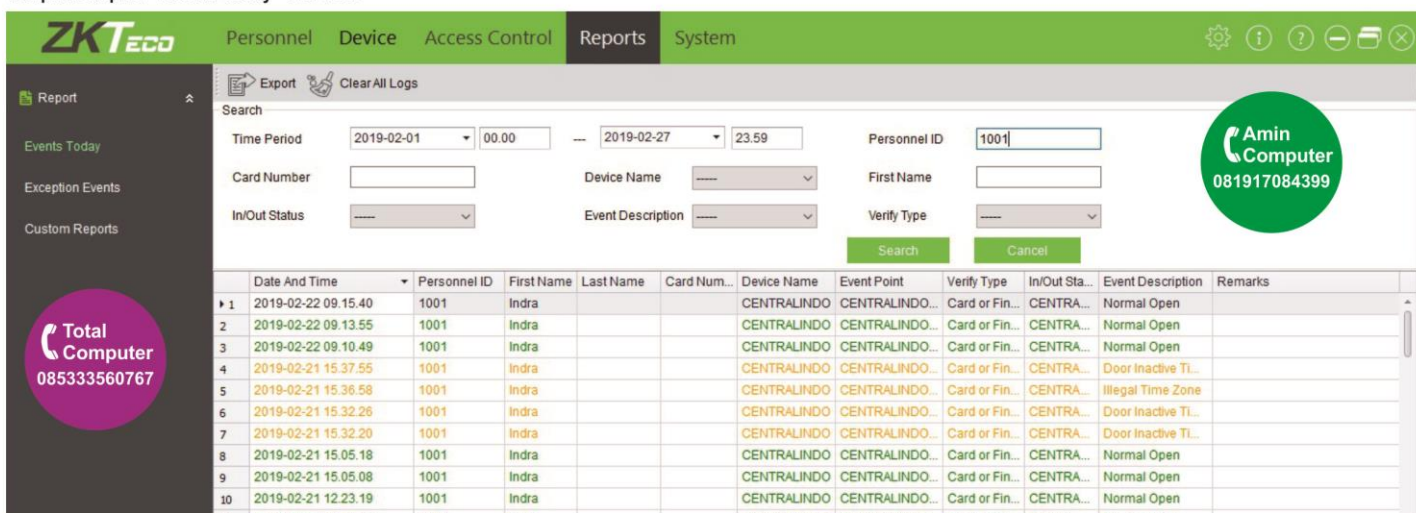 ZKTeco Personnel Device Access Control Reports System
Report
Events Today
Exception Events
Custom Reports
Total
Computer
085333560767
Export Clear All Logs
Search
Time Period 2019-02-01 00.00 --- 2019-02-27 23.59 Personnel ID 1001
Card Number Device Name ----- First Name
In/Out Status ----- Event Description ----- Verify Type -----
Search Cancel
Amin
Computer
081917084399
Date And Time Personnel ID First Name Last Name Card Num... Device Name Event Point Verify Type In/Out Sta... Event Description Remarks
1 2019-02-22 09.15.40 1001 Indra CENTRALINDO CENTRALINDO... Card or Fin... CENTRA... Normal Open
2 2019-02-22 09.13.55 1001 Indra CENTRALINDO CENTRALINDO... Card or Fin... CENTRA... Normal Open
3 2019-02-22 09.10.49 1001 Indra CENTRALINDO CENTRALINDO... Card or Fin... CENTRA... Normal Open
4 2019-02-21 15.37.55 1001 Indra CENTRALINDO CENTRALINDO... Card or Fin... CENTRA... Door Inactive Ti...
5 2019-02-21 15.36.58 1001 Indra CENTRALINDO CENTRALINDO... Card or Fin... CENTRA... Illegal Time Zone
6 2019-02-21 15.32.26 1001 Indra CENTRALINDO CENTRALINDO... Card or Fin... CENTRA... Door Inactive Ti...
7 2019-02-21 15.32.20 1001 Indra CENTRALINDO CENTRALINDO... Card or Fin... CENTRA... Door Inactive Ti...
8 2019-02-21 15.05.18 1001 Indra CENTRALINDO CENTRALINDO... Card or Fin... CENTRA... Normal Open
9 2019-02-21 15.05.08 1001 Indra CENTRALINDO CENTRALINDO... Card or Fin... CENTRA... Normal Open
10 2019-02-21 12.23.19 1001 Indra CENTRALINDO CENTRALINDO... Card or Fin... CENTRA... Normal Open